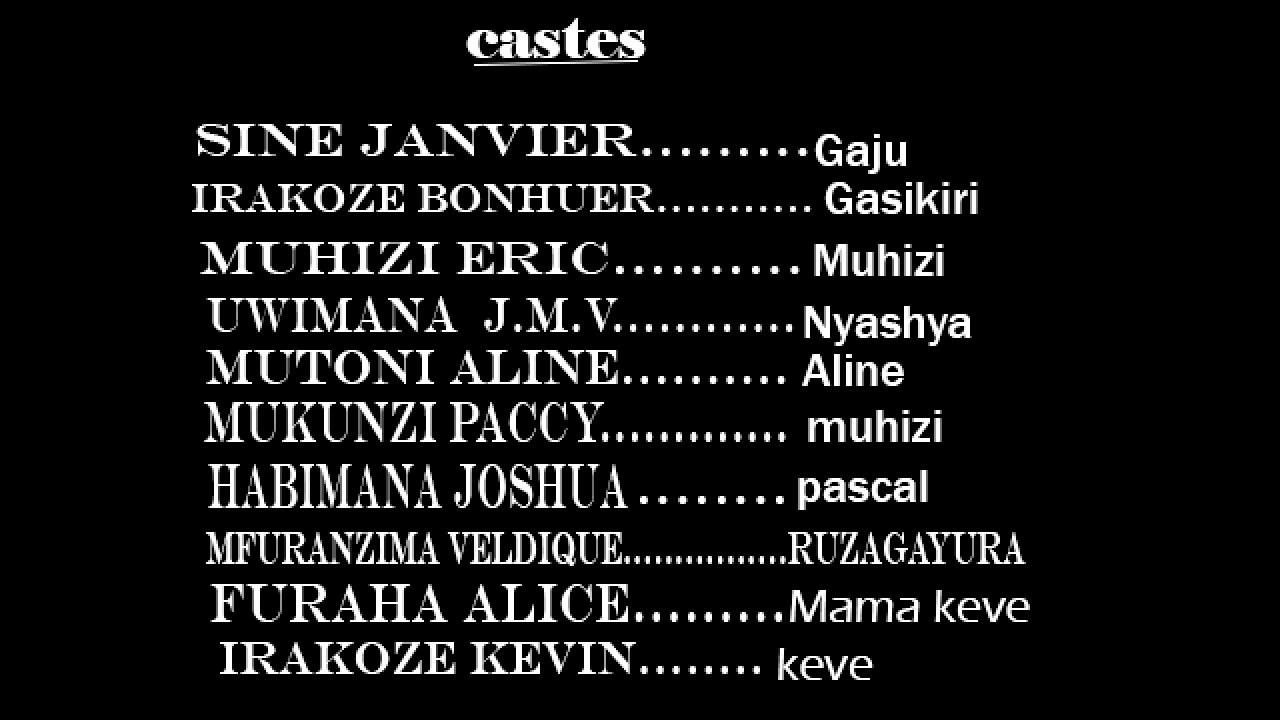 castes
SINE JANVIER.........Gaju
IRAKOZE BONHUER........... Gasikiri
MUHIZI ERIC.......... Muhizi
UWIMANA J.M.V............ Nyashya
MUTONI ALINE.......... Aline
MUKUNZI PACCY............. muhizi
HABIMANA JOSHUA ........ pascal
MFURANZIMA VELDIQUE................RUZAGAYURA
FURAHA ALICE.........Mama keve
IRAKOZE KEVIN........ keve